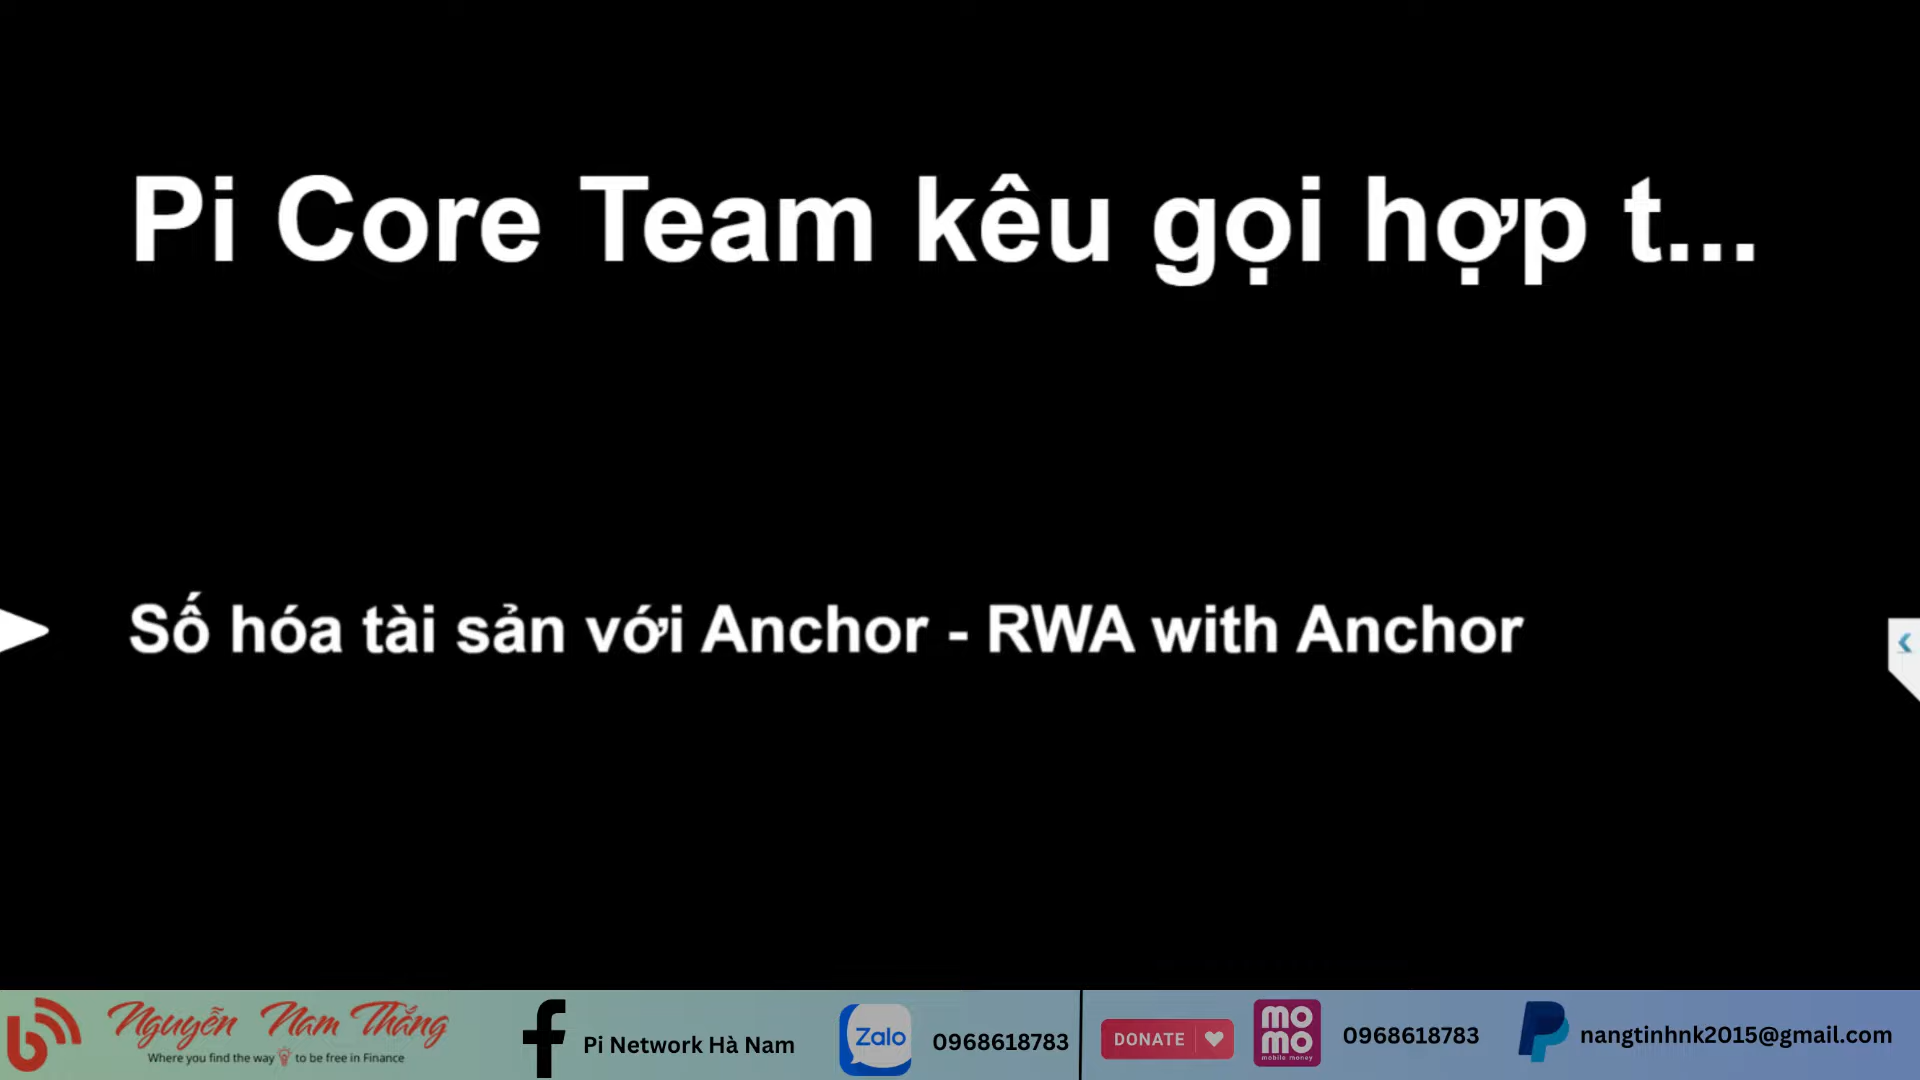 Pi Core Team kêu gọi hợp t...
Số hóa tài sản với Anchor - RWA with Anchor
Nguyễn Nam Thắng
Where you find the way to be free in Finance
Pi Network Hà Nam
Zalo
0968618783
DONATE
mo
mo
mobile money
0968618783
nangtinhnk2015@gmail.com